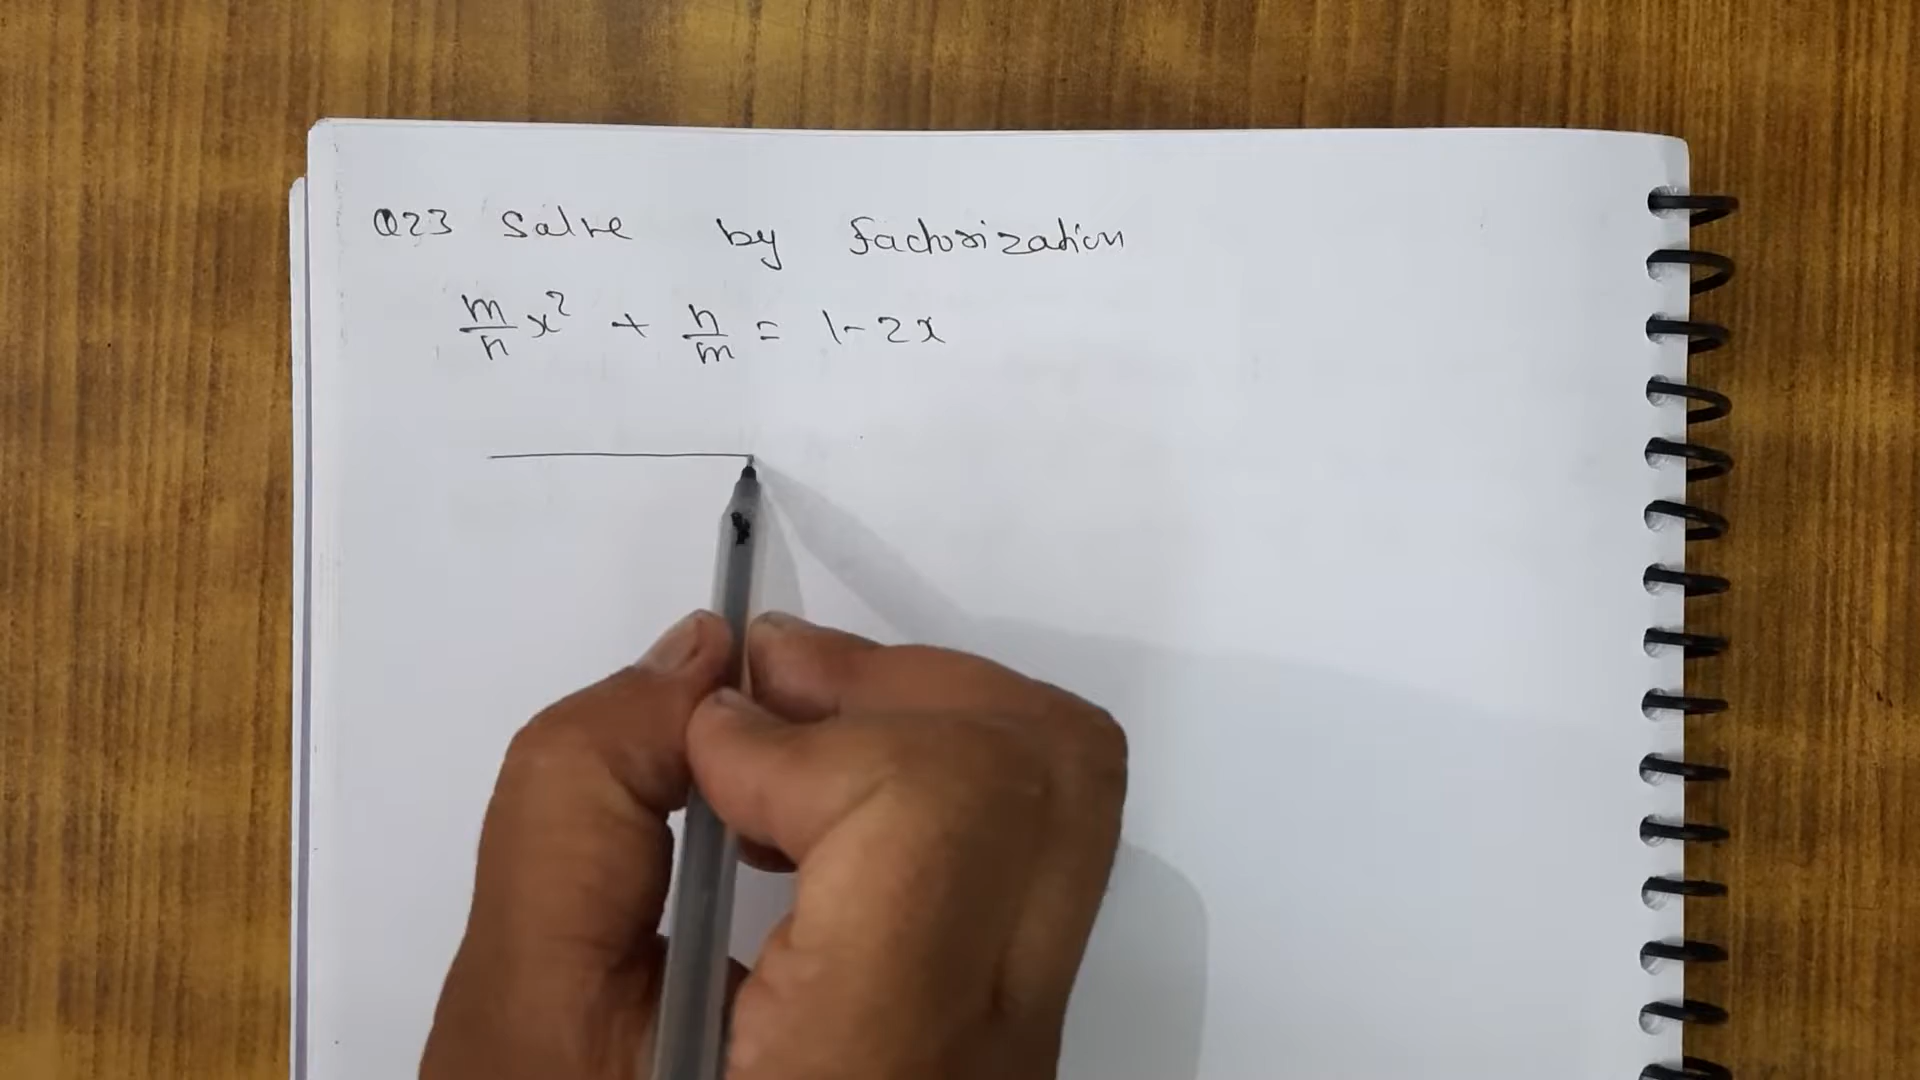 Q23 Solve by factorization
m/n x² + n/m = 1-2x